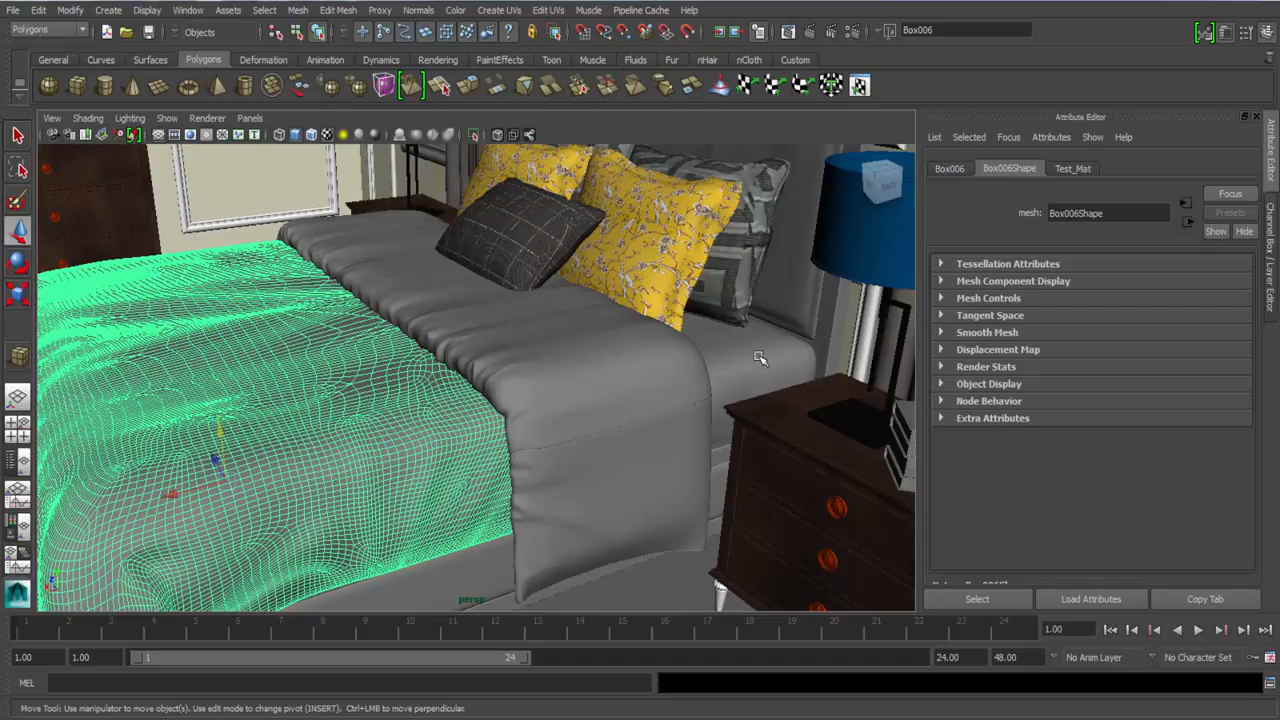 File Edit Modify Create Display Window Assets Select Mesh Edit Mesh Proxy Normals Color Create UVs Edit UVs Muscle Pipeline Cache Help
Polygons Objects Box006
General Curves Surfaces Polygons Deformation Animation Dynamics Rendering PaintEffects Toon Muscle Fluids Fur nHair nCloth Custom
View Shading Lighting Show Renderer Panels
Attribute Editor
List Selected Focus Attributes Show Help
Box006 Box006Shape Test_Mat
Focus
mesh: Box006Shape Presets
Show Hide
Tessellation Attributes
Mesh Component Display
Mesh Controls
Tangent Space
Smooth Mesh
Displacement Map
Render Stats
Object Display
Node Behavior
Extra Attributes
BACK
persp
Select Load Attributes Copy Tab
Attribute Editor
Channel Box / Layer Editor
1 2 3 4 5 6 7 8 9 10 11 12 13 14 15 16 17 18 19 20 21 22 23 24 1.00
1.00 1.00 1 24 24.00 48.00 No Anim Layer No Character Set
MEL
Move Tool: Use manipulator to move object(s). Use edit mode to change pivot (INSERT). Ctrl+LMB to move perpendicular.